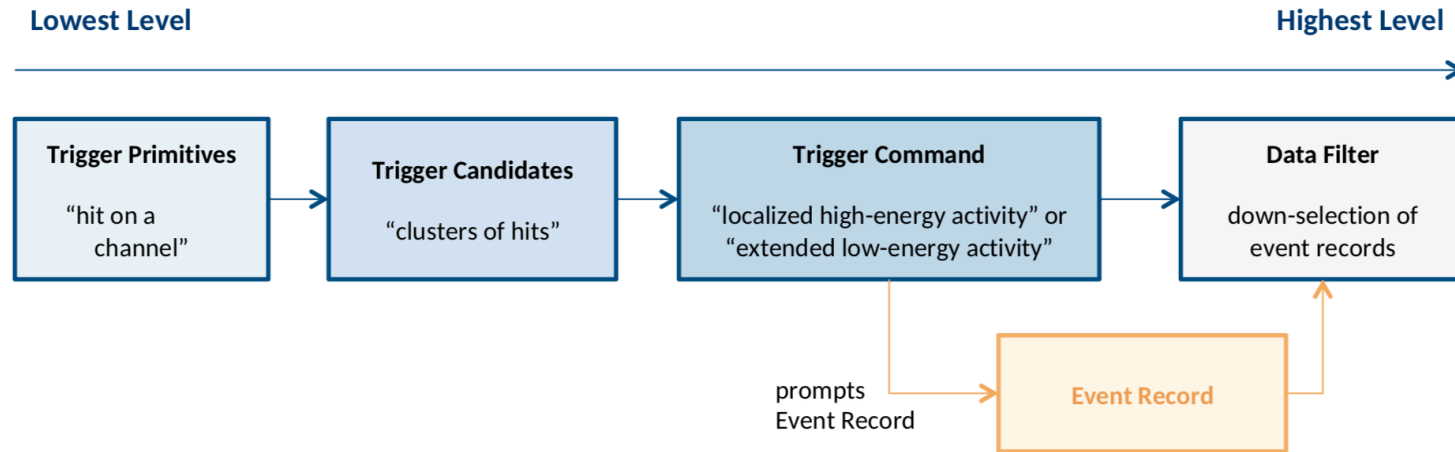 Lowest Level
Highest Level
Trigger Primitives
“hit on a
channel”
Trigger Candidates
“clusters of hits”
Trigger Command
“localized high-energy activity” or
“extended low-energy activity”
Data Filter
down-selection of
event records
prompts
Event Record
Event Record